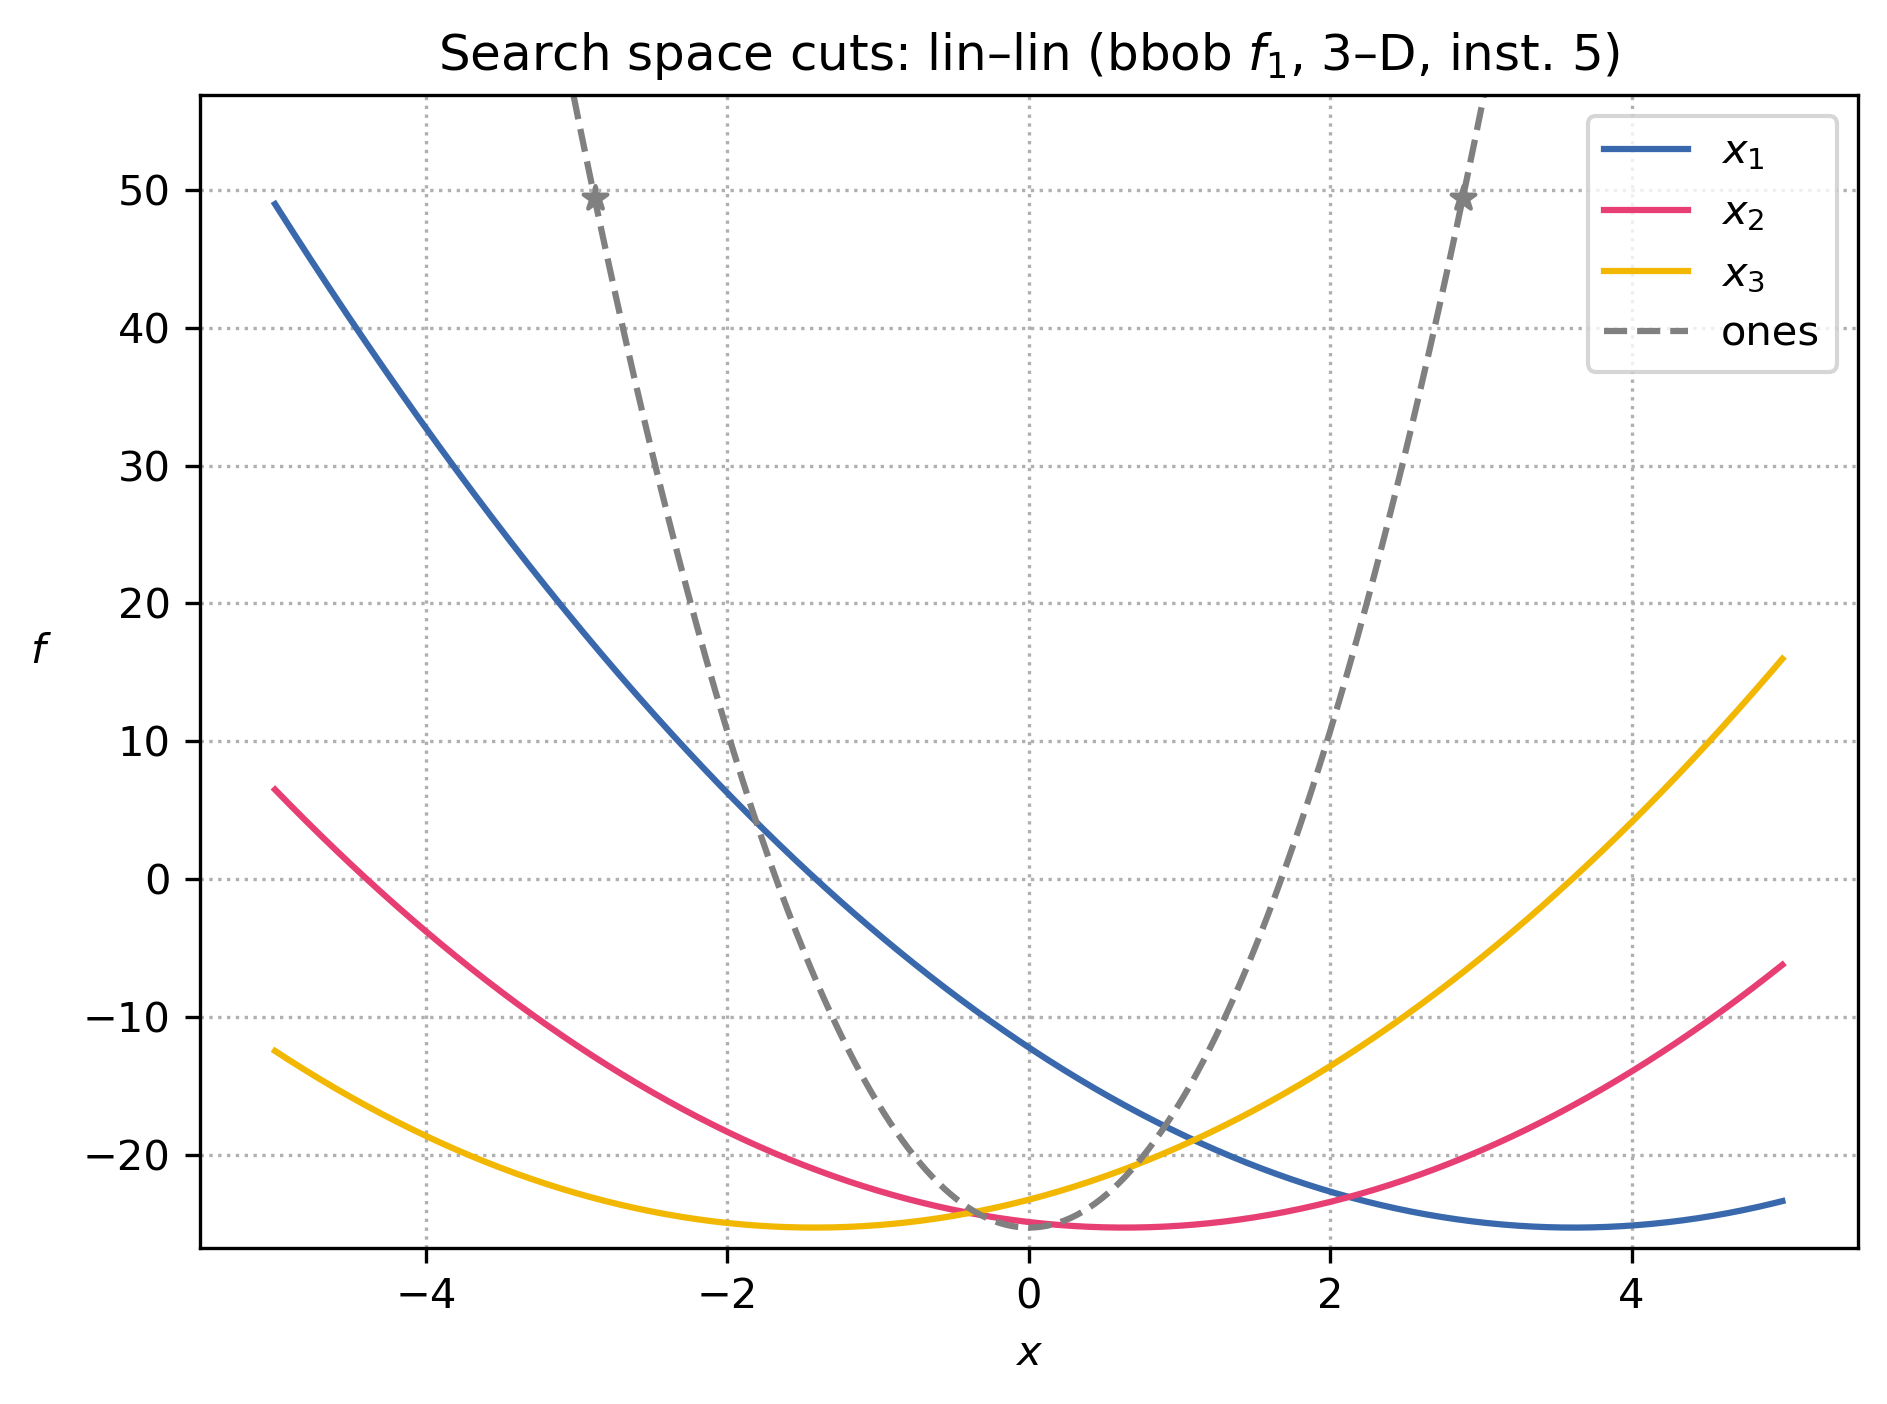 Search space cuts: lin–lin (bbob f₁, 3–D, inst. 5)
x₁
x₂
x₃
ones
50
40
30
20
10
0
−10
−20
f
−4
−2
0
2
4
x